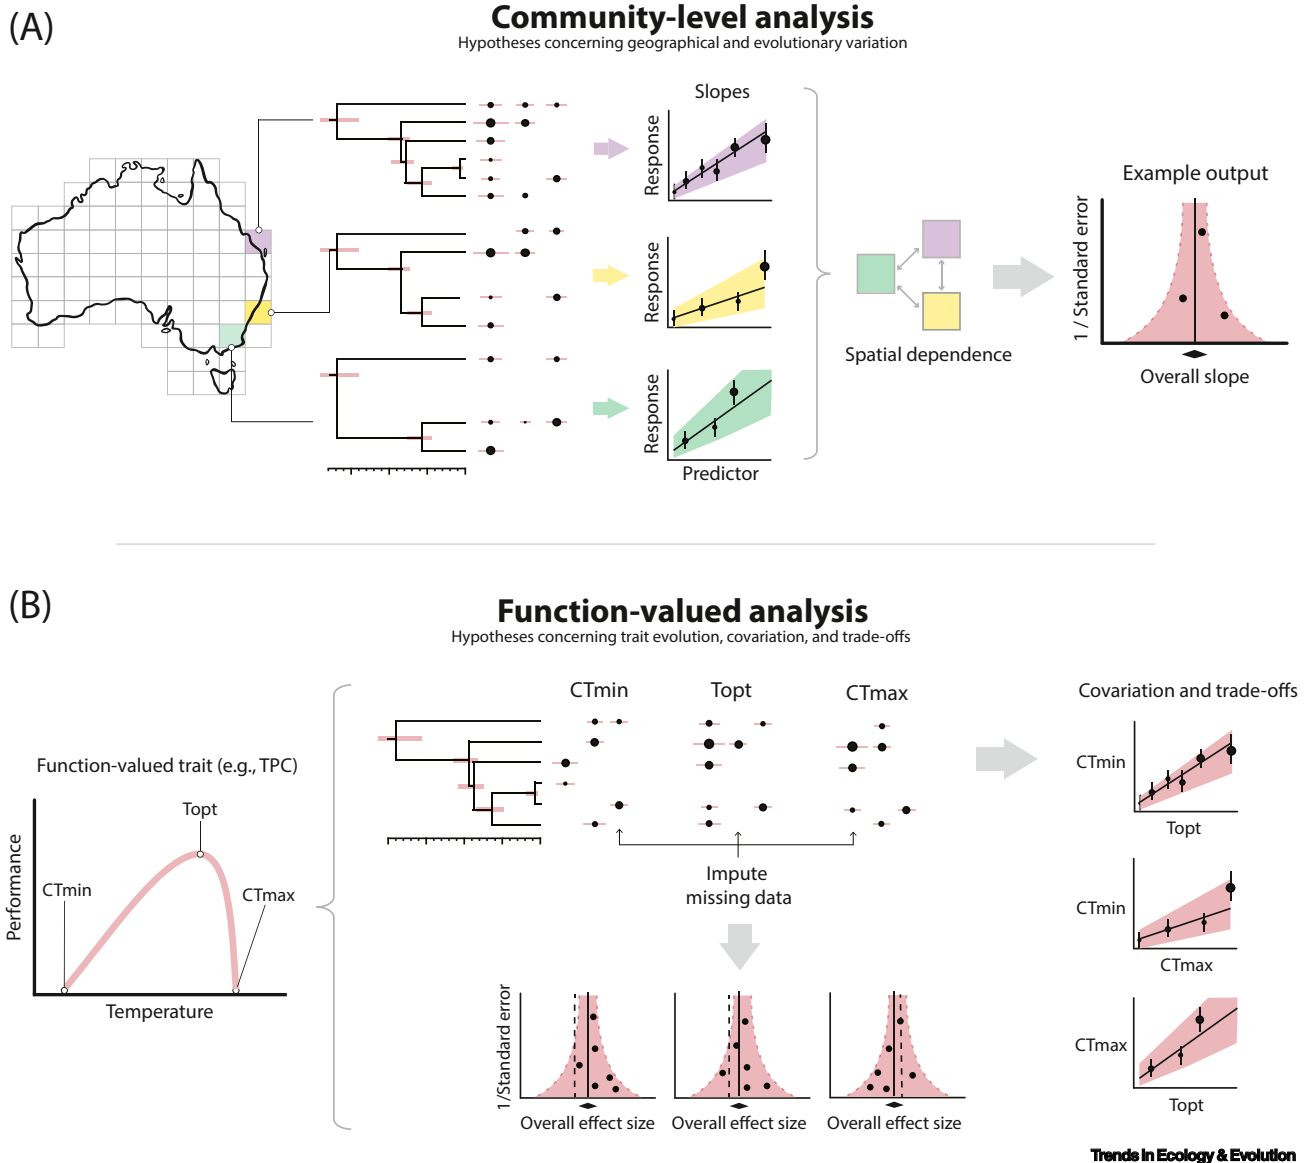 (A)
Community-level analysis
Hypotheses concerning geographical and evolutionary variation
Slopes
Response
Response
Response
Predictor
Spatial dependence
Example output
1 / Standard error
Overall slope
(B)
Function-valued analysis
Hypotheses concerning trait evolution, covariation, and trade-offs
Function-valued trait (e.g., TPC)
Performance
Topt
CTmin
CTmax
Temperature
CTmin
Topt
CTmax
Impute
missing data
1/Standard error
Overall effect size
Overall effect size
Overall effect size
Covariation and trade-offs
CTmin
Topt
CTmin
CTmax
CTmax
Topt
Trends in Ecology & Evolution